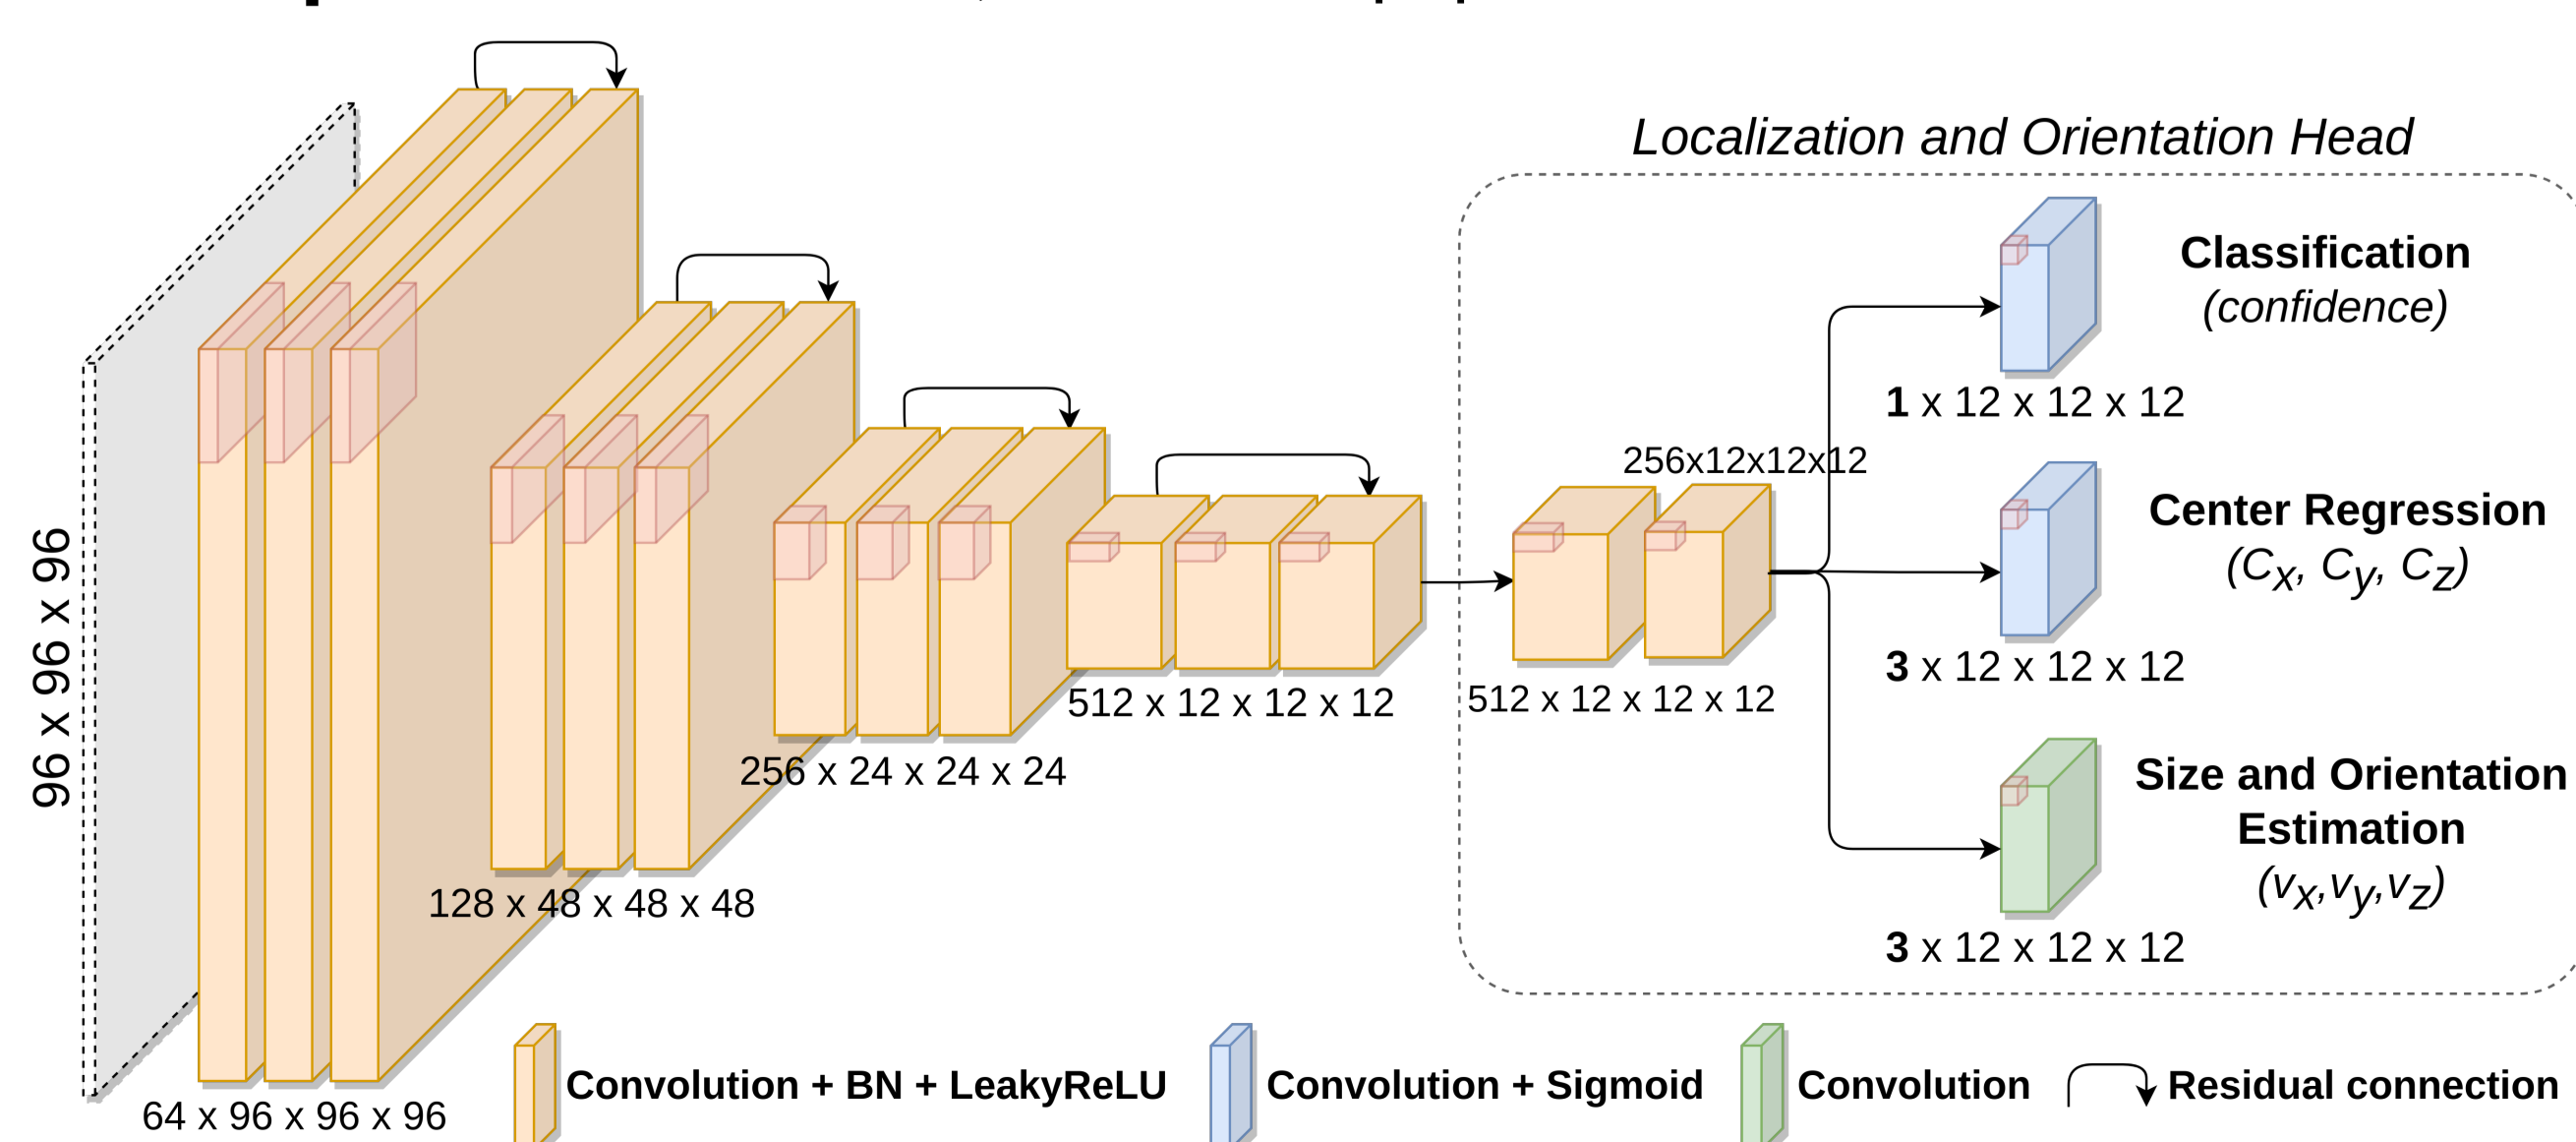 Localization and Orientation Head
96 x 96 x 96
64 x 96 x 96 x 96
128 x 48 x 48 x 48
256 x 24 x 24 x 24
512 x 12 x 12 x 12
512 x 12 x 12 x 12
256x12x12x12
Classification
(confidence)
1 x 12 x 12 x 12
Center Regression
(Cx, Cy, Cz)
3 x 12 x 12 x 12
Size and Orientation
Estimation
(vx,vy,vz)
3 x 12 x 12 x 12
Convolution + BN + LeakyReLU
Convolution + Sigmoid
Convolution
Residual connection